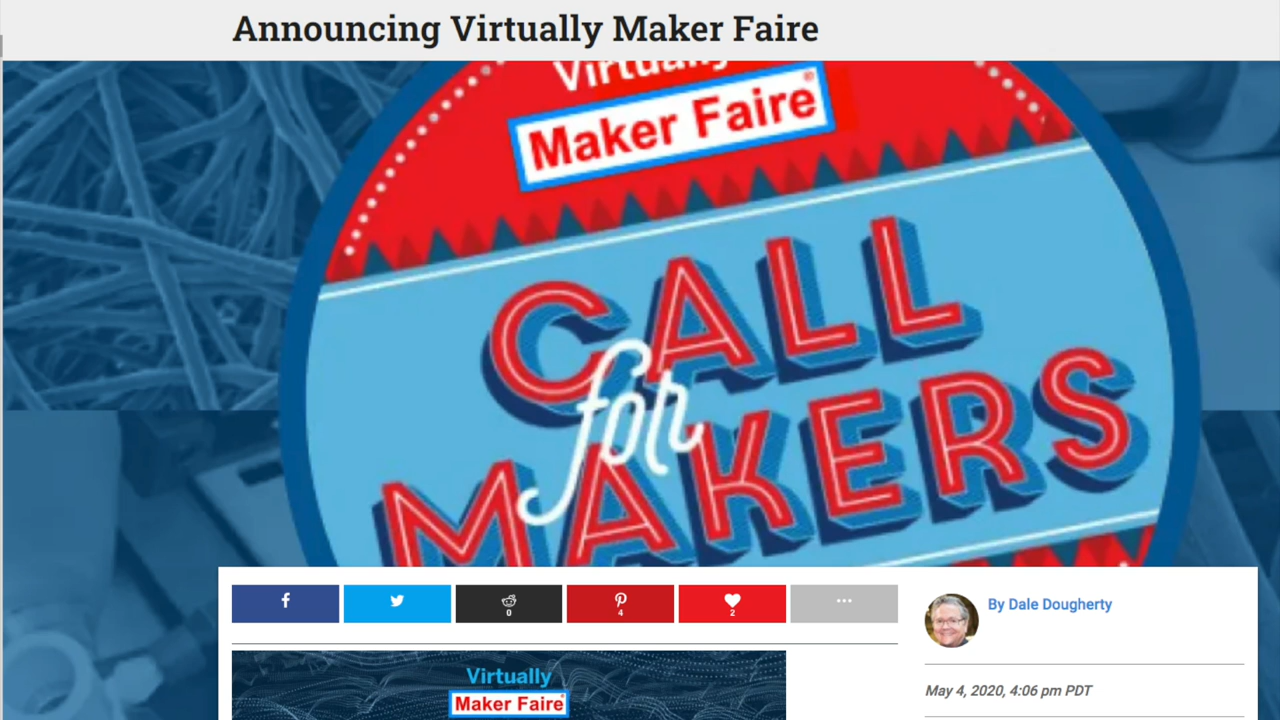 Announcing Virtually Maker Faire
Virtually
Maker Faire
CALL
for
MAKERS
0
4
2
By Dale Dougherty
May 4, 2020, 4:06 pm PDT
Virtually
Maker Faire